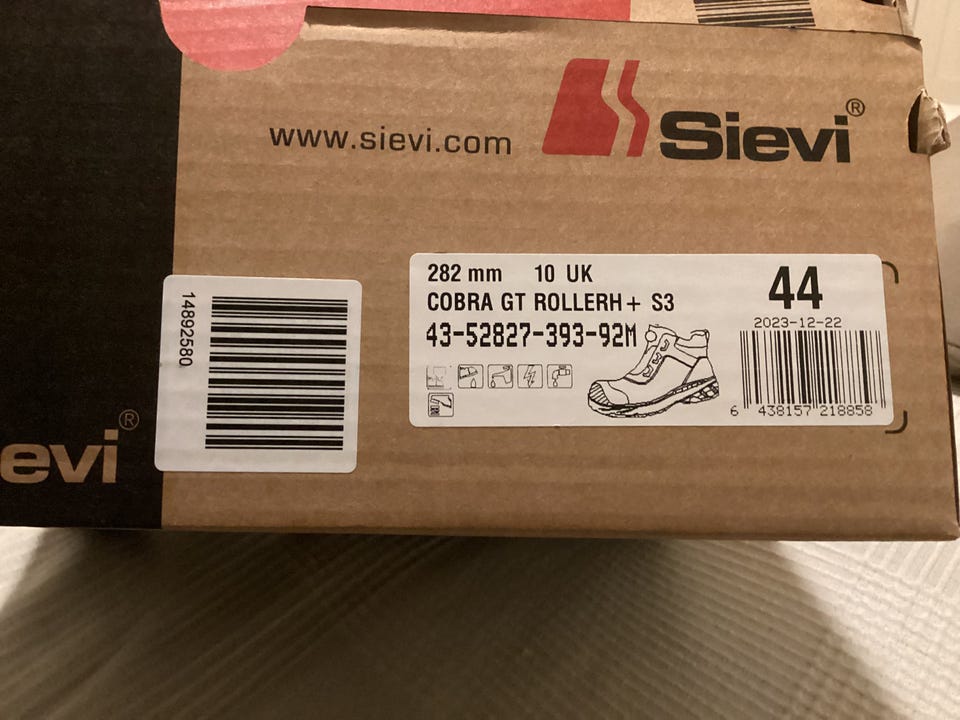 www.sievi.com
Sievi®
14892580
282 mm 10 UK
COBRA GT ROLLERH+ S3
43-52827-393-92M
44
2023-12-22
6 438157 218858
evi®